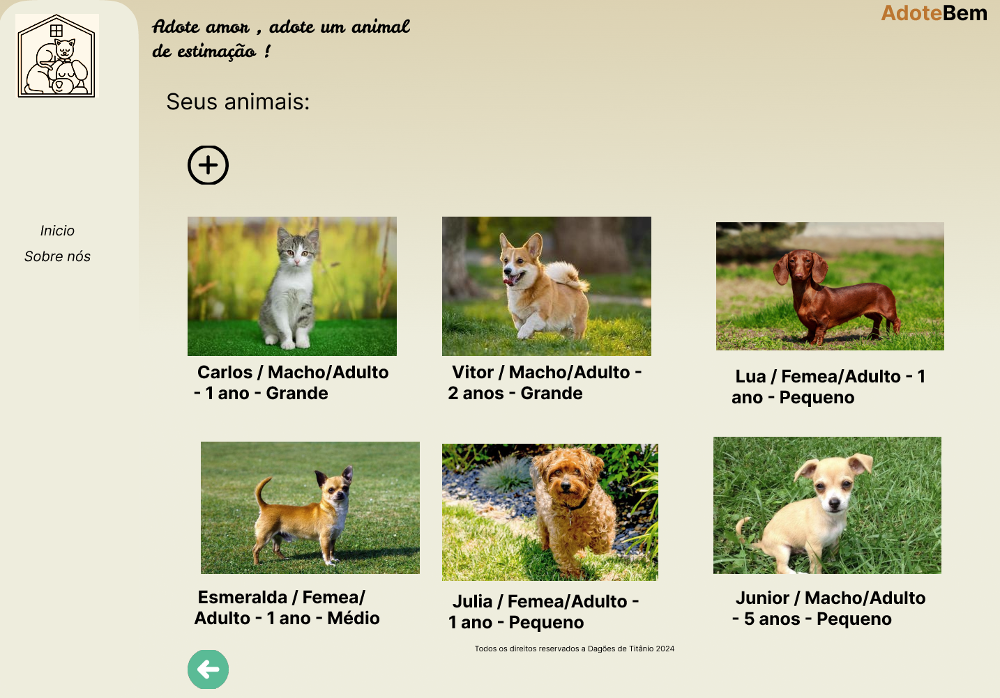 AdoteBem
Adote amor , adote um animal
de estimação !
Seus animais:
Inicio
Sobre nós
Carlos / Macho/Adulto
- 1 ano - Grande
Vitor / Macho/Adulto -
2 anos - Grande
Lua / Femea/Adulto - 1
ano - Pequeno
Esmeralda / Femea/
Adulto - 1 ano - Médio
Julia / Femea/Adulto -
1 ano - Pequeno
Junior / Macho/Adulto
- 5 anos - Pequeno
Todos os direitos reservados a Dagões de Titânio 2024